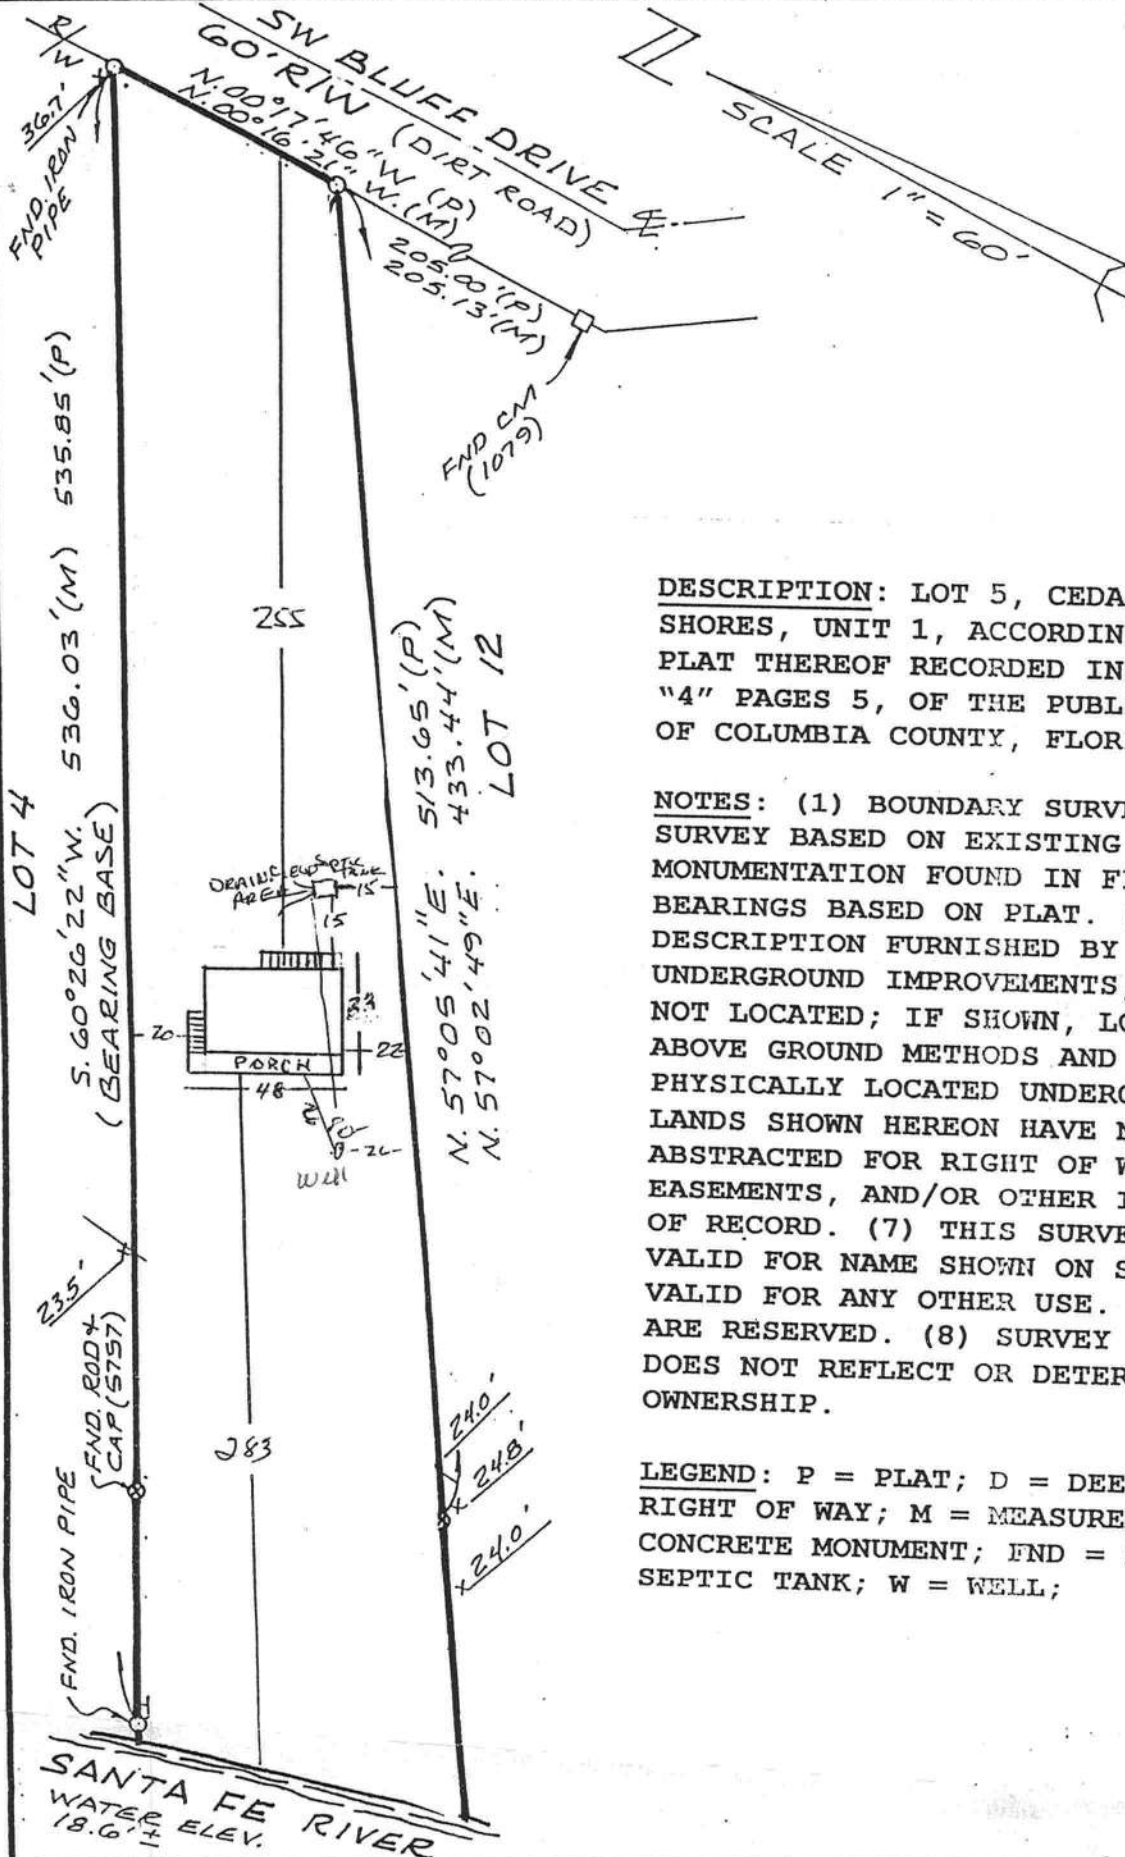 R/W
SW BLUFF DRIVE
60' R/W (DIRT ROAD)
N.00°17'46"W (P)
N.00°16'21" W.(M)
205.00'(P)
205.13'(M)
SCALE 1"=60'
36.7'
FND. IRON
PIPE
FND CM
(1079)
LOT 4
S. 60°26'22"W. 536.03'(M) 535.85'(P)
(BEARING BASE)
255
513.65'(P)
N. 57°05'41"E.
433.44'(M)
N. 57°02'49"E.
LOT 12
DRAINFIELD
AREA
SEPTIC
TANK
15
15
20
23
22
PORCH
48
26
Well
23.5
FND. ROD &
CAP (5757)
FND. IRON PIPE
283
24.0'
24.8'
24.0'
SANTA FE RIVER
WATER ELEV.
18.6'±
DESCRIPTION: LOT 5, CEDA
SHORES, UNIT 1, ACCORDIN
PLAT THEREOF RECORDED IN
"4" PAGES 5, OF THE PUBL
OF COLUMBIA COUNTY, FLOR
NOTES: (1) BOUNDARY SURV
SURVEY BASED ON EXISTING
MONUMENTATION FOUND IN F
BEARINGS BASED ON PLAT.
DESCRIPTION FURNISHED BY
UNDERGROUND IMPROVEMENTS
NOT LOCATED; IF SHOWN, LO
ABOVE GROUND METHODS AND
PHYSICALLY LOCATED UNDERG
LANDS SHOWN HEREON HAVE N
ABSTRACTED FOR RIGHT OF W
EASEMENTS, AND/OR OTHER I
OF RECORD. (7) THIS SURVE
VALID FOR NAME SHOWN ON S
VALID FOR ANY OTHER USE.
ARE RESERVED. (8) SURVEY
DOES NOT REFLECT OR DETER
OWNERSHIP.
LEGEND: P = PLAT; D = DEE
RIGHT OF WAY; M = MEASURE
CONCRETE MONUMENT; FND =
SEPTIC TANK; W = WELL;